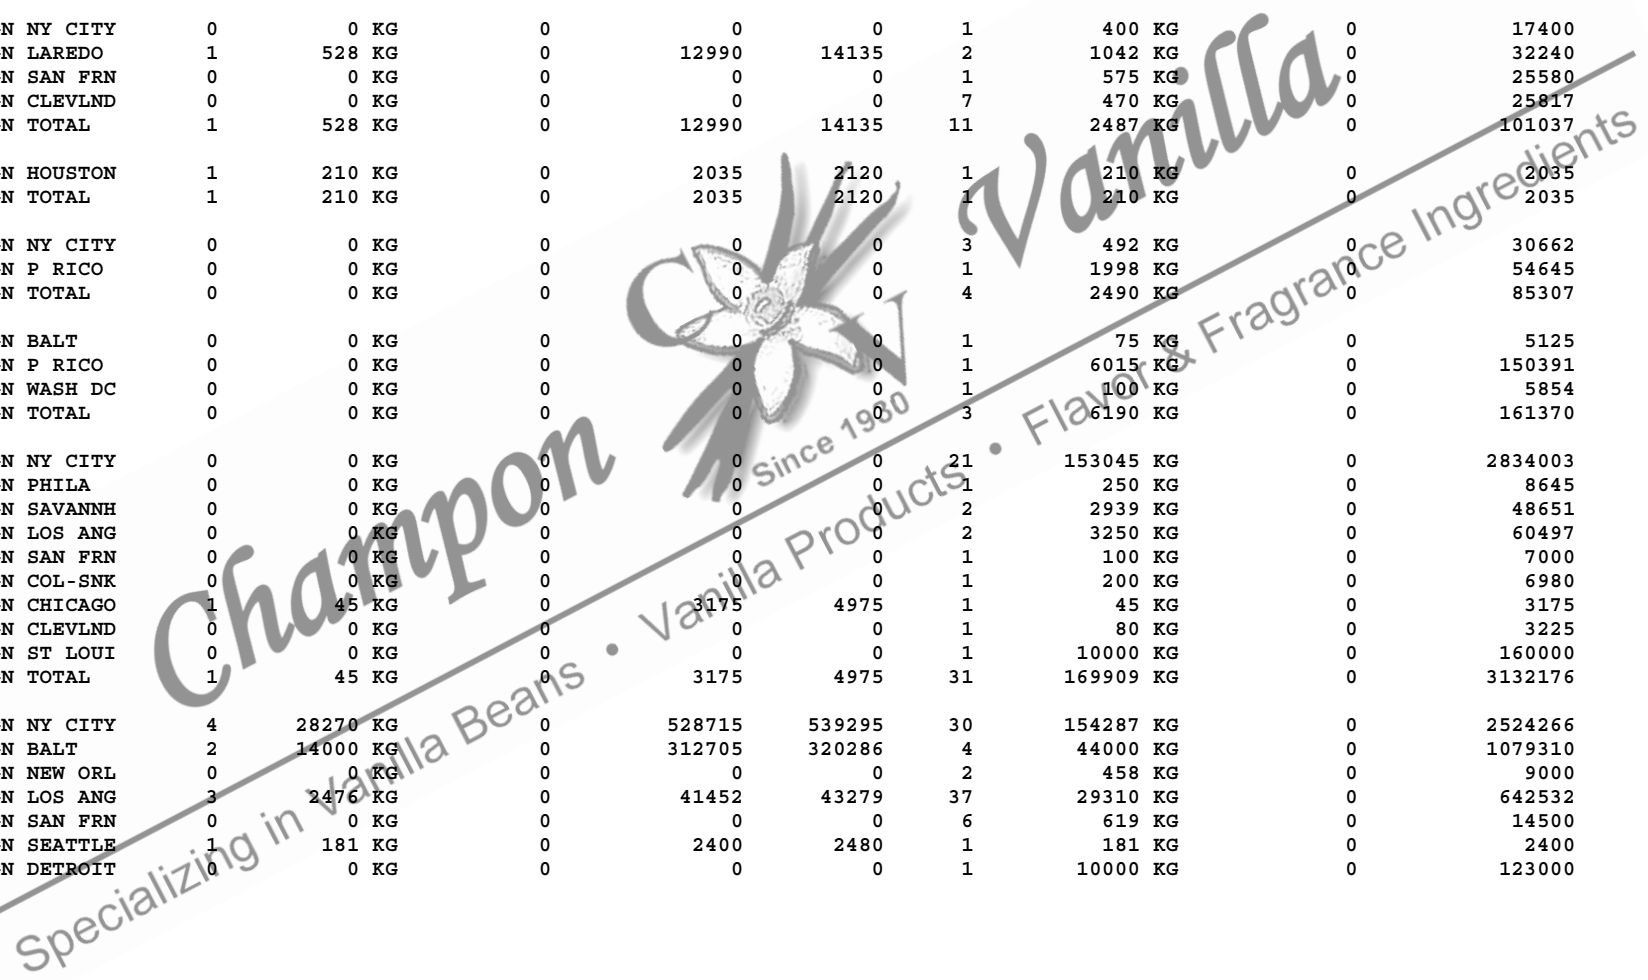 N NY CITY 0 0 KG 0 0 0 1 400 KG 0 17400
N LAREDO 1 528 KG 0 12990 14135 2 1042 KG 0 32240
N SAN FRN 0 0 KG 0 0 0 1 575 KG 0 25580
N CLEVLND 0 0 KG 0 0 0 7 470 KG 0 25817
N TOTAL 1 528 KG 0 12990 14135 11 2487 KG 0 101037
N HOUSTON 1 210 KG 0 2035 2120 1 210 KG 0 2035
N TOTAL 1 210 KG 0 2035 2120 1 210 KG 0 2035
N NY CITY 0 0 KG 0 0 0 3 492 KG 0 30662
N P RICO 0 0 KG 0 0 0 1 1998 KG 0 54645
N TOTAL 0 0 KG 0 0 0 4 2490 KG 0 85307
N BALT 0 0 KG 0 0 0 1 75 KG 0 5125
N P RICO 0 0 KG 0 0 0 1 6015 KG 0 150391
N WASH DC 0 0 KG 0 0 0 1 100 KG 0 5854
N TOTAL 0 0 KG 0 0 0 3 6190 KG 0 161370
N NY CITY 0 0 KG 0 0 0 21 153045 KG 0 2834003
N PHILA 0 0 KG 0 0 0 1 250 KG 0 8645
N SAVANNH 0 0 KG 0 0 0 2 2939 KG 0 48651
N LOS ANG 0 0 KG 0 0 0 2 3250 KG 0 60497
N SAN FRN 0 0 KG 0 0 0 1 100 KG 0 7000
N COL-SNK 0 0 KG 0 0 0 1 200 KG 0 6980
N CHICAGO 1 45 KG 0 3175 4975 1 45 KG 0 3175
N CLEVLND 0 0 KG 0 0 0 1 80 KG 0 3225
N ST LOUI 0 0 KG 0 0 0 1 10000 KG 0 160000
N TOTAL 1 45 KG 0 3175 4975 31 169909 KG 0 3132176
N NY CITY 4 28270 KG 0 528715 539295 30 154287 KG 0 2524266
N BALT 2 14000 KG 0 312705 320286 4 44000 KG 0 1079310
N NEW ORL 0 0 KG 0 0 0 2 458 KG 0 9000
N LOS ANG 3 2476 KG 0 41452 43279 37 29310 KG 0 642532
N SAN FRN 0 0 KG 0 0 0 6 619 KG 0 14500
N SEATTLE 1 181 KG 0 2400 2480 1 181 KG 0 2400
N DETROIT 0 0 KG 0 0 0 1 10000 KG 0 123000
Champon C V Vanilla
Since 1930
Specializing in Vanilla Beans • Vanilla Products • Flavor & Fragrance Ingredients